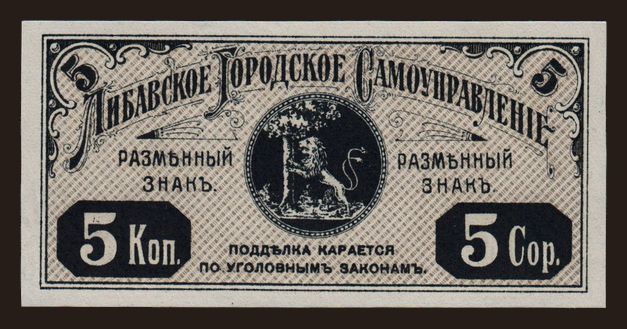 5 5
Либавское Городское Самоуправленіе
РАЗМѢННЫЙ РАЗМѢННЫЙ
ЗНАКЪ. ЗНАКЪ.
5 Коп. 5 Cop.
ПОДДѢЛКА КАРАЕТСЯ
ПО УГОЛОВНЫМЪ ЗАКОНАМЪ.